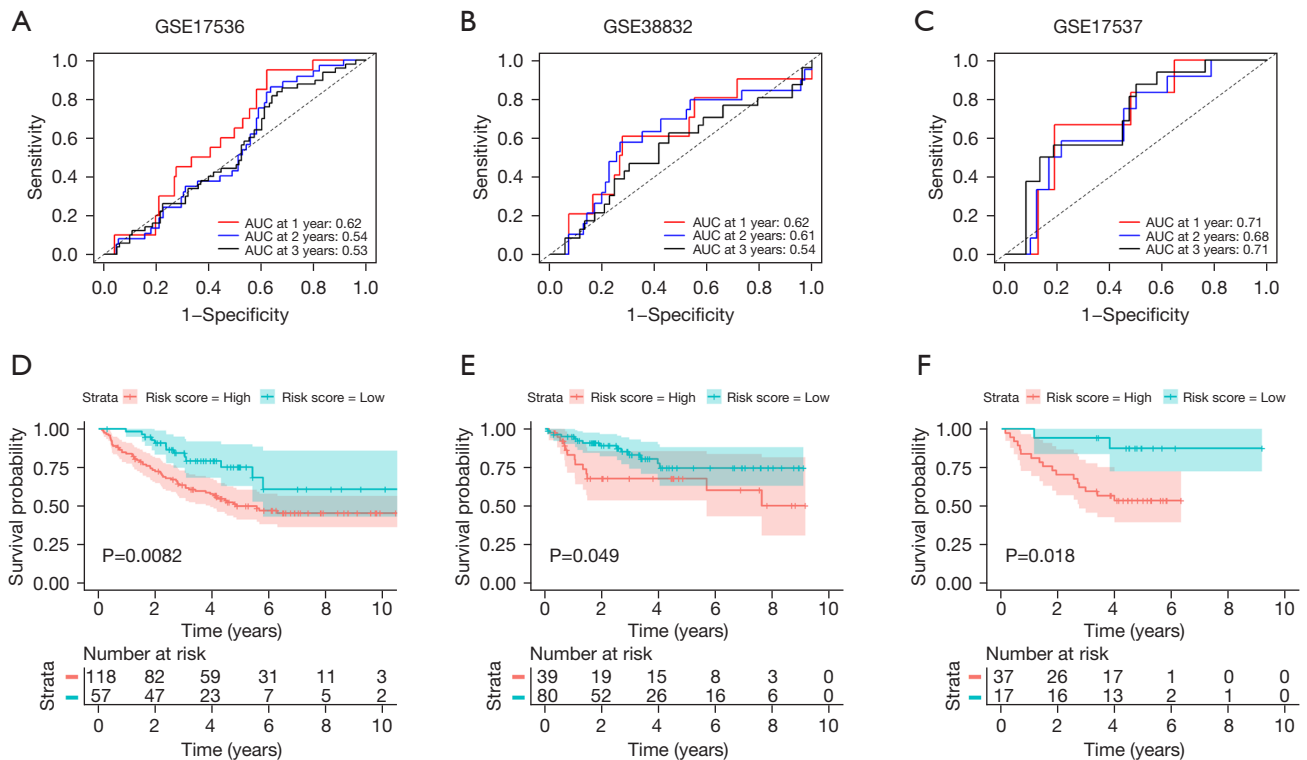 A
GSE17536
Sensitivity
1.0
0.8
0.6
0.4
0.2
0.0
AUC at 1 year: 0.62
AUC at 2 years: 0.54
AUC at 3 years: 0.53
0.0 0.2 0.4 0.6 0.8 1.0
1−Specificity
B
GSE38832
Sensitivity
1.0
0.8
0.6
0.4
0.2
0.0
AUC at 1 year: 0.62
AUC at 2 years: 0.61
AUC at 3 years: 0.54
0.0 0.2 0.4 0.6 0.8 1.0
1−Specificity
C
GSE17537
Sensitivity
1.0
0.8
0.6
0.4
0.2
0.0
AUC at 1 year: 0.71
AUC at 2 years: 0.68
AUC at 3 years: 0.71
0.0 0.2 0.4 0.6 0.8 1.0
1−Specificity
D
Strata Risk score = High Risk score = Low
Survival probability
1.00
0.75
0.50
0.25
0.00
P=0.0082
0 2 4 6 8 10
Time (years)
Number at risk
Strata
118 82 59 31 11 3
57 47 23 7 5 2
0 2 4 6 8 10
Time (years)
E
Strata Risk score = High Risk score = Low
Survival probability
1.00
0.75
0.50
0.25
0.00
P=0.049
0 2 4 6 8 10
Time (years)
Number at risk
Strata
39 19 15 8 3 0
80 52 26 16 6 0
0 2 4 6 8 10
Time (years)
F
Strata Risk score = High Risk score = Low
Survival probability
1.00
0.75
0.50
0.25
0.00
P=0.018
0 2 4 6 8 10
Time (years)
Number at risk
Strata
37 26 17 1 0 0
17 16 13 2 1 0
0 2 4 6 8 10
Time (years)